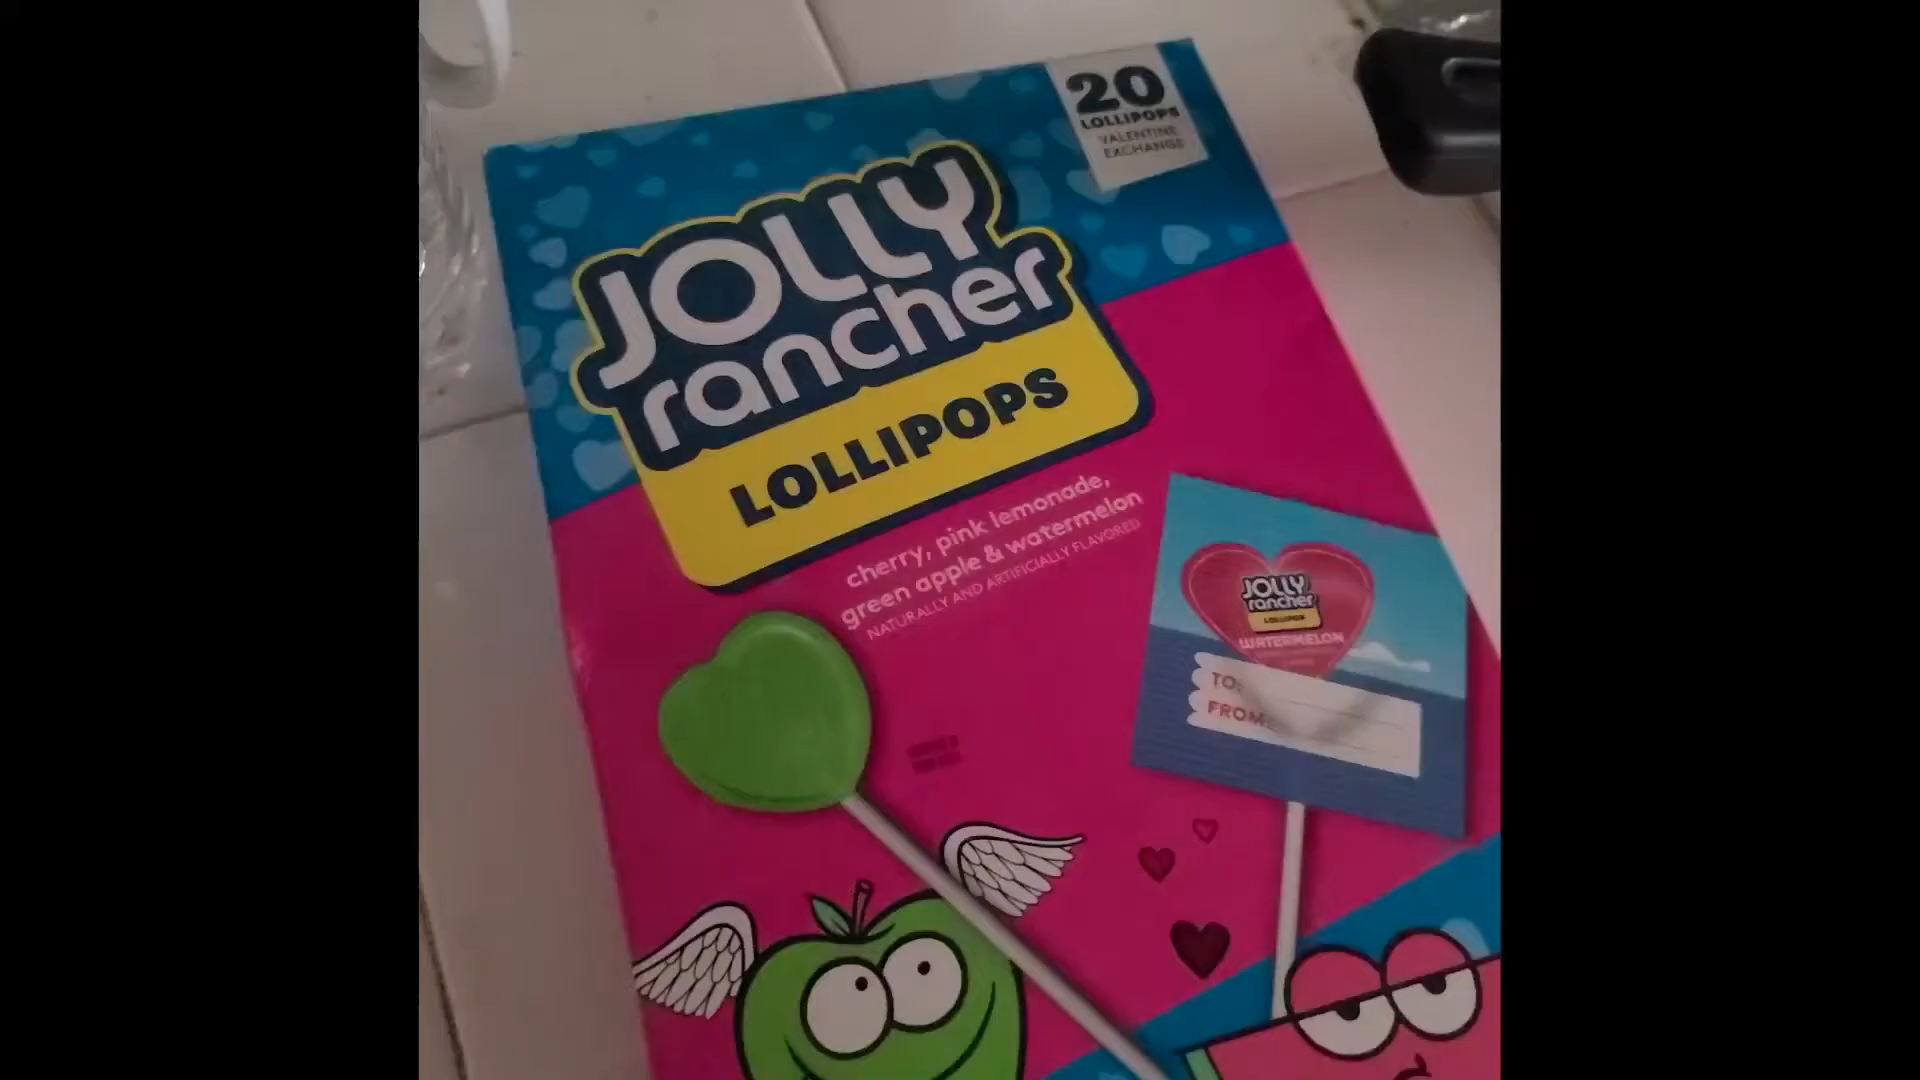 20
LOLLIPOPS
VALENTINE
EXCHANGE
JOLLY
rancher
LOLLIPOPS
cherry, pink lemonade,
green apple & watermelon
NATURALLY AND ARTIFICIALLY FLAVORED
JOLLY
rancher
LOLLIPOPS
WATERMELON
TO:
FROM: